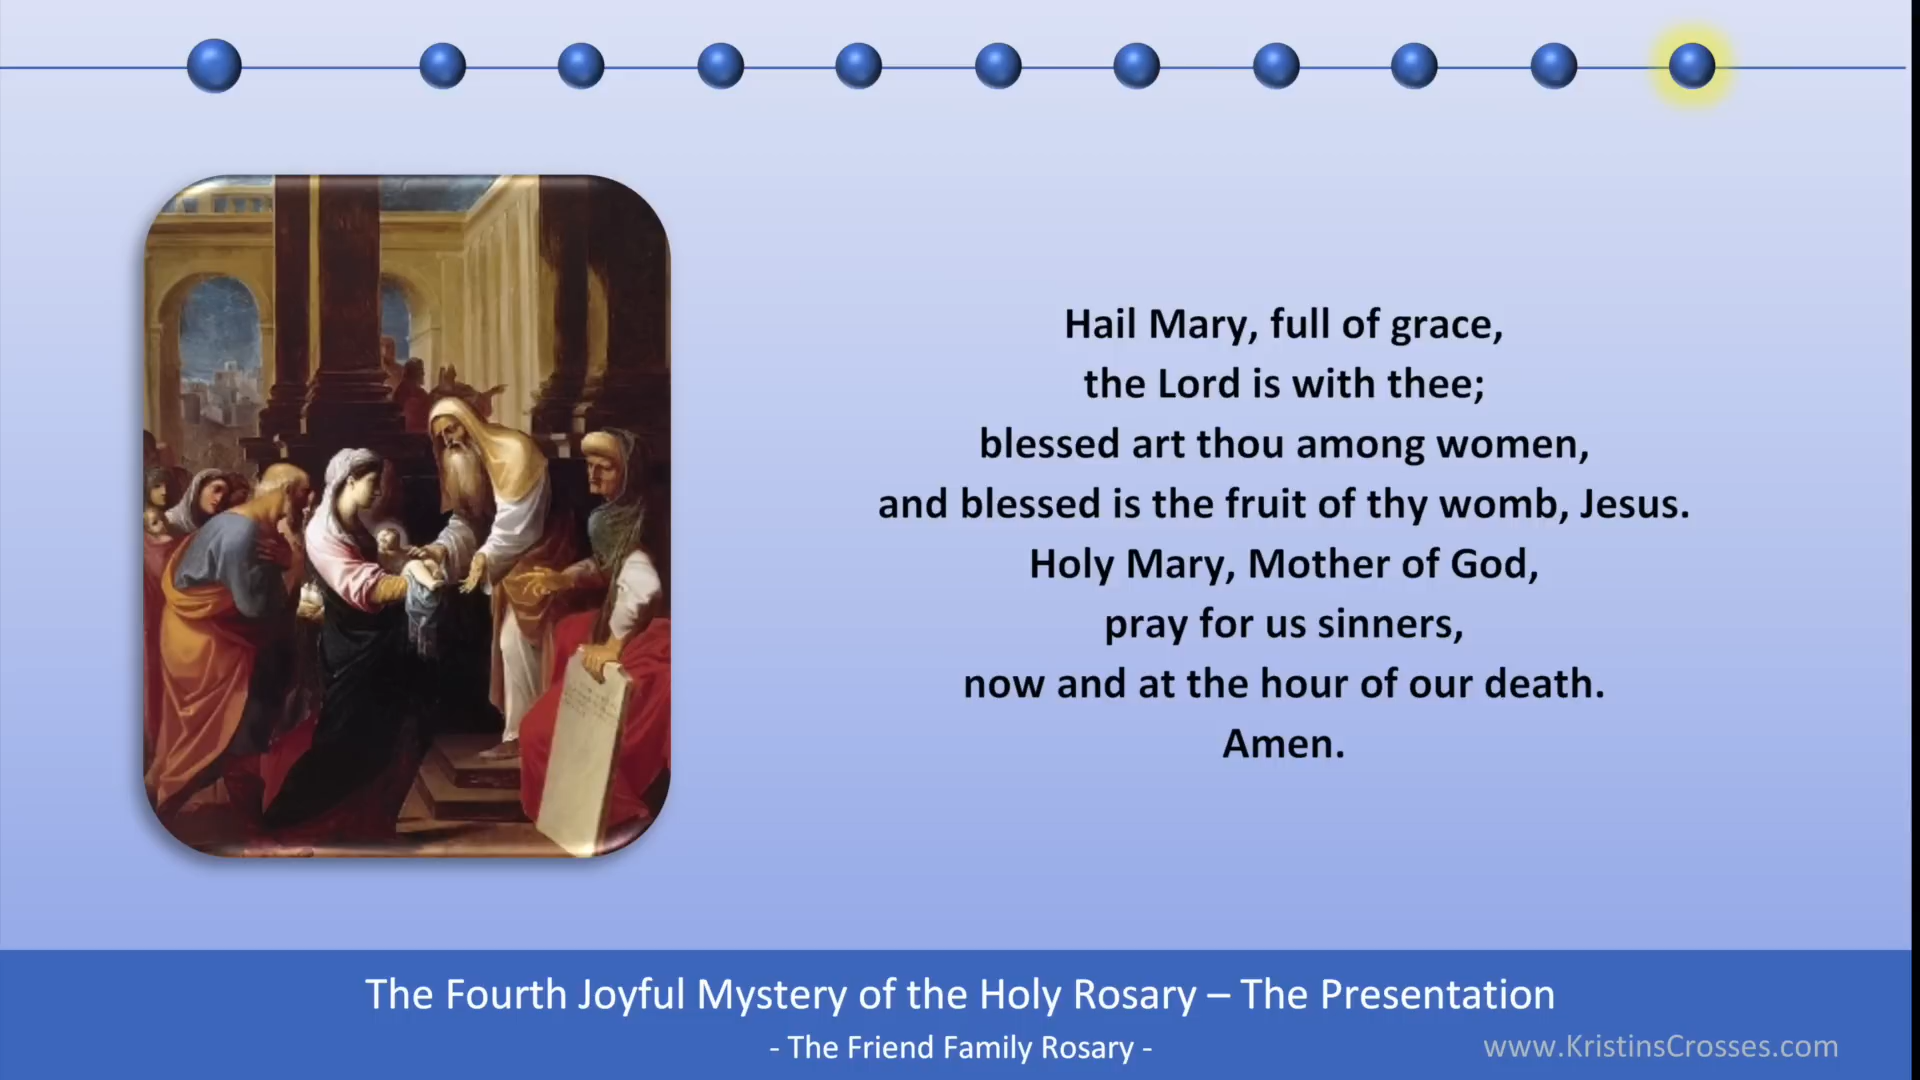 Hail Mary, full of grace,
the Lord is with thee;
blessed art thou among women,
and blessed is the fruit of thy womb, Jesus.
Holy Mary, Mother of God,
pray for us sinners,
now and at the hour of our death.
Amen.
The Fourth Joyful Mystery of the Holy Rosary – The Presentation
- The Friend Family Rosary -
www.KristinsCrosses.com